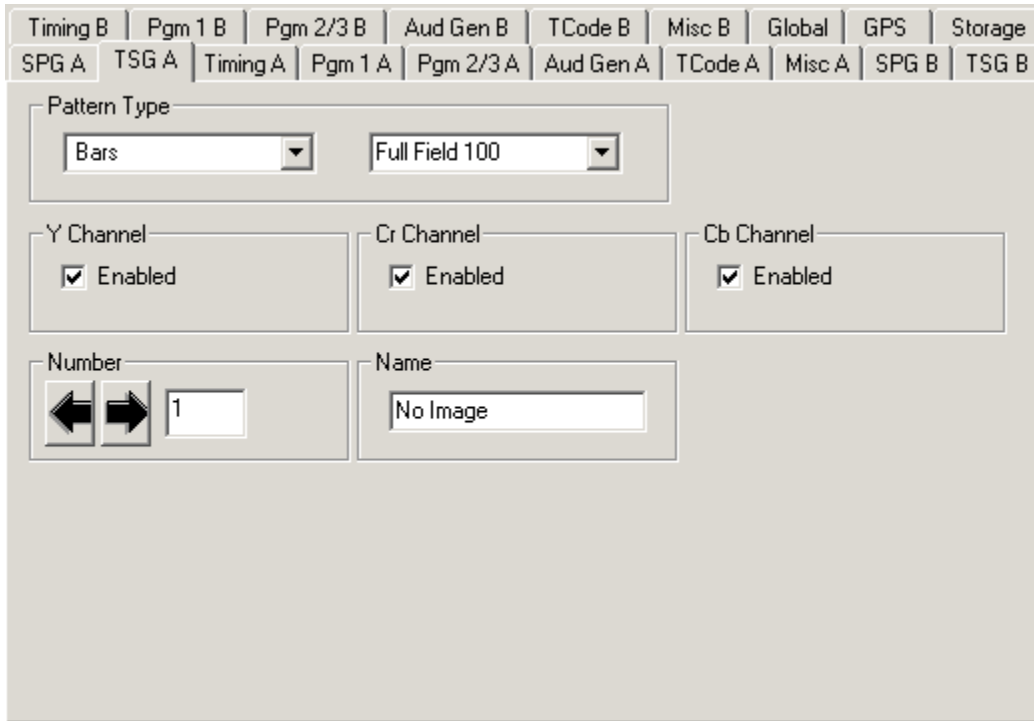 Timing B Pgm 1 B Pgm 2/3 B Aud Gen B TCode B Misc B Global GPS Storage
SPG A TSG A Timing A Pgm 1 A Pgm 2/3 A Aud Gen A TCode A Misc A SPG B TSG B
Pattern Type
Bars Full Field 100
Y Channel Cr Channel Cb Channel
Enabled Enabled Enabled
Number Name
1 No Image